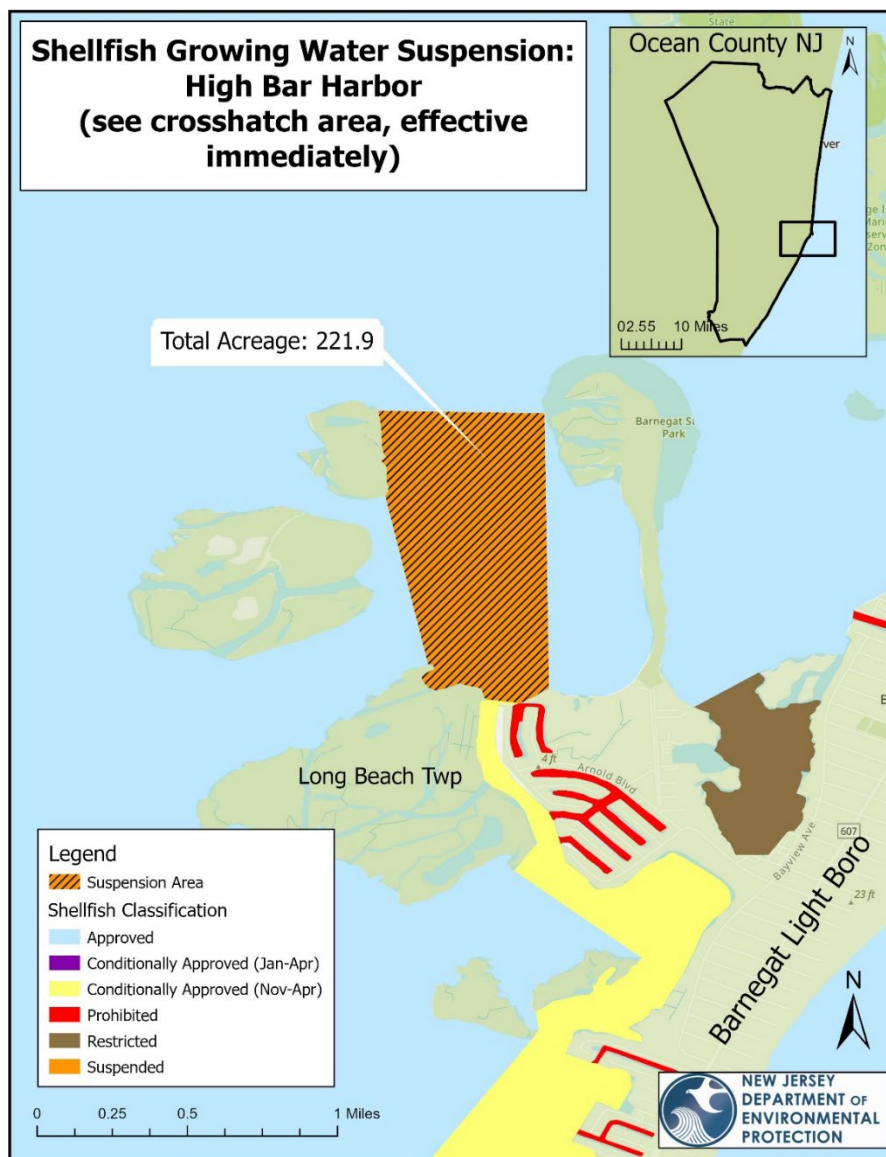 Shellfish Growing Water Suspension:
High Bar Harbor
(see crosshatch area, effective
immediately)
Ocean County NJ
N
02.55 10 Miles
Total Acreage: 221.9
Park
Long Beach Twp
4 ft
Arnold Blvd
607
Bayview Ave
23 ft
Barnegat Light Boro
Legend
Suspension Area
Shellfish Classification
Approved
Conditionally Approved (Jan-Apr)
Conditionally Approved (Nov-Apr)
Prohibited
Restricted
Suspended
0 0.25 0.5 1 Miles
N
NEW JERSEY
DEPARTMENT OF
ENVIRONMENTAL
PROTECTION